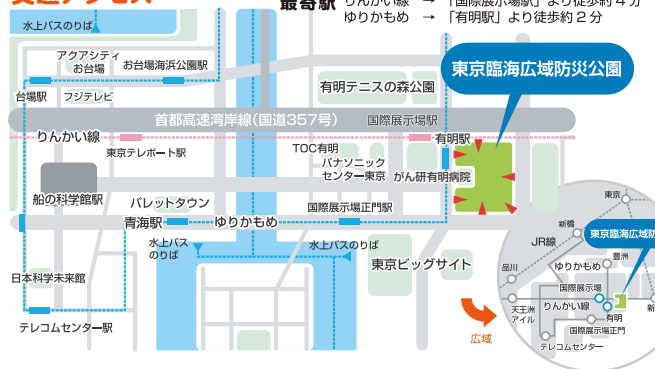 最寄駅
りんかい線 → 「国際展示場駅」より徒歩約４分
ゆりかもめ → 「有明駅」より徒歩約２分
水上バスのりば
アクアシティ
お台場
お台場海浜公園駅
台場駅
フジテレビ
有明テニスの森公園
東京臨海広域防災公園
首都高速湾岸線(国道357号)
国際展示場駅
りんかい線
有明駅
東京テレポート駅
TOC有明
パナソニック
センター東京
がん研有明病院
船の科学館駅
パレットタウン
国際展示場正門駅
青海駅
ゆりかもめ
水上バス
のりば
水上バスのりば
東京ビッグサイト
日本科学未来館
テレコムセンター駅
広域
東京
新橋
東京臨海広域防
JR線
豊洲
品川
ゆりかもめ
国際展示場
天王洲
アイル
りんかい線
新
有明
国際展示場正門
テレコムセンター